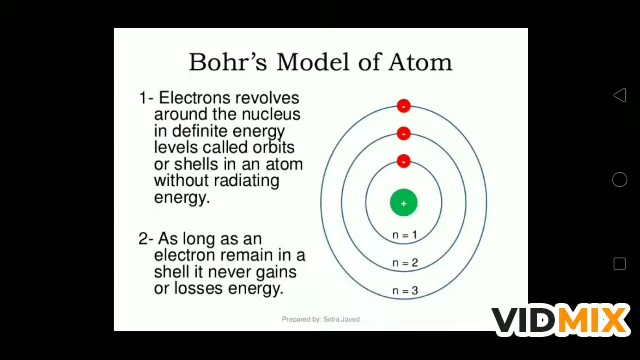 Bohr's Model of Atom
1- Electrons revolves
around the nucleus
in definite energy
levels called orbits
or shells in an atom
without radiating
energy.
2- As long as an
electron remain in a
shell it never gains
or losses energy.
-
-
-
+
n = 1
n = 2
n = 3
Prepared by: Sidra Javed
VIDMIX